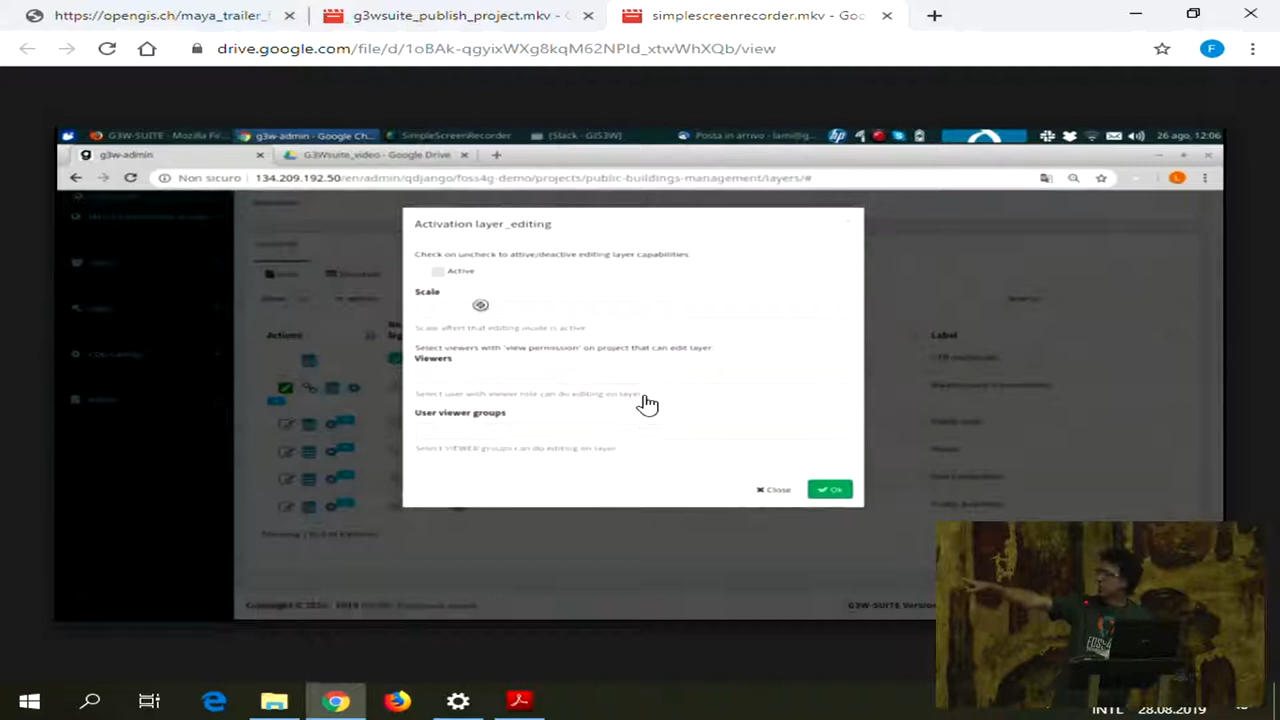 https://opengis.ch/maya_trailer_
g3wsuite_publish_project.mkv - G
simplescreenrecorder.mkv - Goo
drive.google.com/file/d/1oBAk-qgyixWXg8kqM62NPId_xtwWhXQb/view
F
G3W-SUITE - Mozilla Fi
g3w-admin - Google Ch...
SimpleScreenRecorder
[Slack - GIS3W]
Posta in arrivo - lami@g...
26 ago, 12:06
g3w-admin
G3Wsuite_video - Google Drive
Non sicuro
134.209.192.50/en/admin/qdjango/foss4g-demo/projects/public-buildings-management/layers/#
L
Activation layer_editing
Check on uncheck to attive/deactive editing layer capabilities
Active
Scale
Scale after that editing mode is active
Select viewers with 'view permission' on project that can edit layer
Viewers
Select user with viewer role can do editing on layer
User viewer groups
Select VIEWER groups can do editing on layer
Close
Ok
Actions
Label
G3W-SUITE Version
INTL
28.08.2019